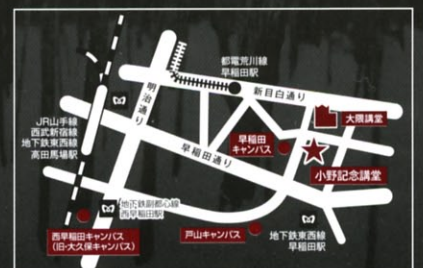 都電荒川線
早稲田駅
新目白通り
明治通り
大隈講堂
JR山手線
西武新宿線
地下鉄東西線
高田馬場駅
早稲田
キャンパス
早稲田通り
小野記念講堂
地下鉄副都心線
西早稲田駅
西早稲田キャンパス
(旧・大久保キャンパス)
戸山キャンパス
地下鉄東西線
早稲田駅